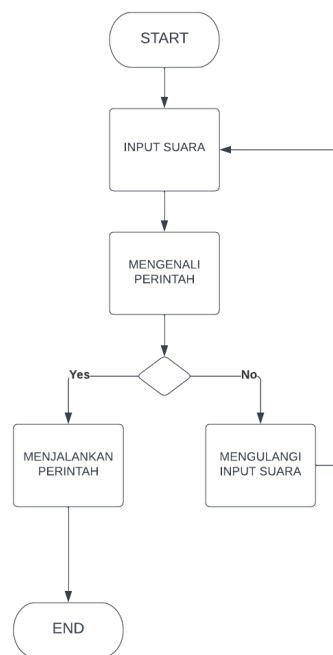 START
INPUT SUARA
MENGENALI
PERINTAH
Yes
No
MENJALANKAN
PERINTAH
MENGULANGI
INPUT SUARA
END